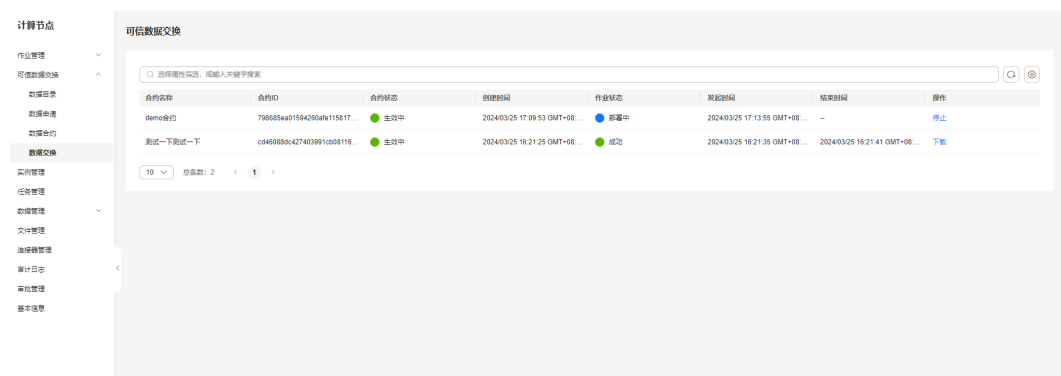 计算节点
作业管理
可信数据交换
数据目录
数据申请
数据合约
数据交换
实例管理
任务管理
数据管理
文件管理
连接器管理
审计日志
审批管理
基本信息
可信数据交换
选择属性筛选，或输入关键字搜索
合约名称 合约ID 合约状态 创建时间 作业状态 发起时间 结束时间 操作
demo合约 798685ea01594260afe115817... 生效中 2024/03/25 17:09:53 GMT+08:... 部署中 2024/03/25 17:13:55 GMT+08:... -- 停止
测试一下测试一下 cd46088dc427403991cb08116... 生效中 2024/03/25 16:21:25 GMT+08:... 成功 2024/03/25 16:21:35 GMT+08:... 2024/03/25 16:21:41 GMT+08:... 下载
10 总条数：2 < 1 >